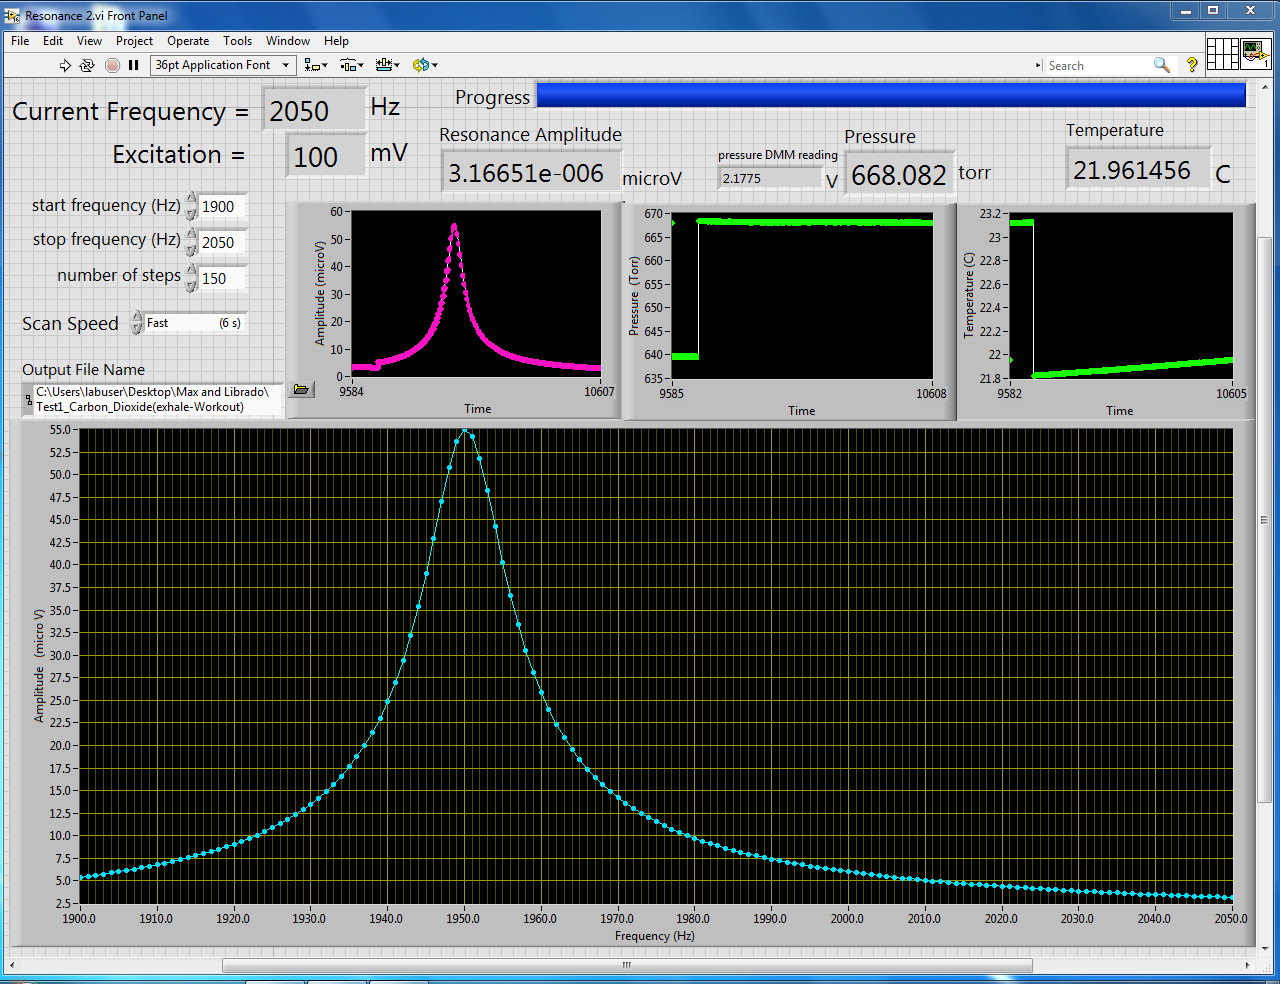 Resonance 2.vi Front Panel
File Edit View Project Operate Tools Window Help
36pt Application Font
Search
Current Frequency = 2050 Hz
Progress
Excitation = 100 mV
Resonance Amplitude
3.16651e-006 microV
pressure DMM reading
2.1775 V
Pressure
668.082 torr
Temperature
21.961456 C
start frequency (Hz) 1900
stop frequency (Hz) 2050
number of steps 150
Scan Speed Fast (6 s)
Output File Name
C:\Users\labuser\Desktop\Max and Librado\
Test1_Carbon_Dioxide(exhale-Workout)
Amplitude (microV)
60
50
40
30
20
10
0
9584 10607
Time
Pressure (Torr)
670
665
660
655
650
645
640
635
9585 10608
Time
Temperature (C)
23.2
23
22.8
22.6
22.4
22.2
22
21.8
9582 10605
Time
Amplitude (micro V)
55.0
52.5
50.0
47.5
45.0
42.5
40.0
37.5
35.0
32.5
30.0
27.5
25.0
22.5
20.0
17.5
15.0
12.5
10.0
7.5
5.0
2.5
1900.0 1910.0 1920.0 1930.0 1940.0 1950.0 1960.0 1970.0 1980.0 1990.0 2000.0 2010.0 2020.0 2030.0 2040.0 2050.0
Frequency (Hz)